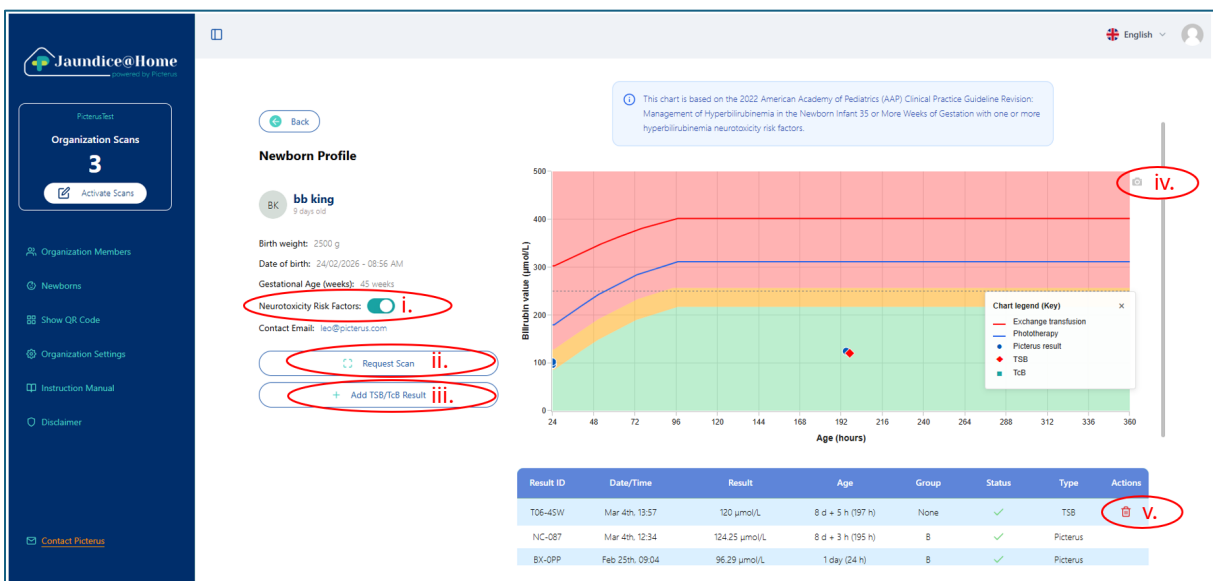 English
Jaundice@Home
powered by Picterus
PicterusTest
Organization Scans
3
Activate Scans
Organization Members
Newborns
Show QR Code
Organization Settings
Instruction Manual
Disclaimer
Contact Picterus
Back
Newborn Profile
BK
bb king
9 days old
Birth weight: 2500 g
Date of birth: 24/02/2026 - 08:56 AM
Gestational Age (weeks): 45 weeks
Neurotoxicity Risk Factors: i.
Contact Email: leo@picterus.com
Request Scan ii.
+ Add TSB/TcB Result iii.
This chart is based on the 2022 American Academy of Pediatrics (AAP) Clinical Practice Guideline Revision:
Management of Hyperbilirubinemia in the Newborn Infant 35 or More Weeks of Gestation with one or more
hyperbilirubinemia neurotoxicity risk factors.
iv.
Bilirubin value (µmol/L)
500
400
300
200
100
0
24 48 72 96 120 144 168 192 216 240 264 288 312 336 360
Age (hours)
Chart legend (Key) ×
Exchange transfusion
Phototherapy
Picterus result
TSB
TcB
Result ID Date/Time Result Age Group Status Type Actions
T06-4SW Mar 4th, 13:57 120 µmol/L 8 d + 5 h (197 h) None TSB v.
NC-087 Mar 4th, 12:34 124.25 µmol/L 8 d + 3 h (195 h) B Picterus
BX-0PP Feb 25th, 09:04 96.29 µmol/L 1 day (24 h) B Picterus